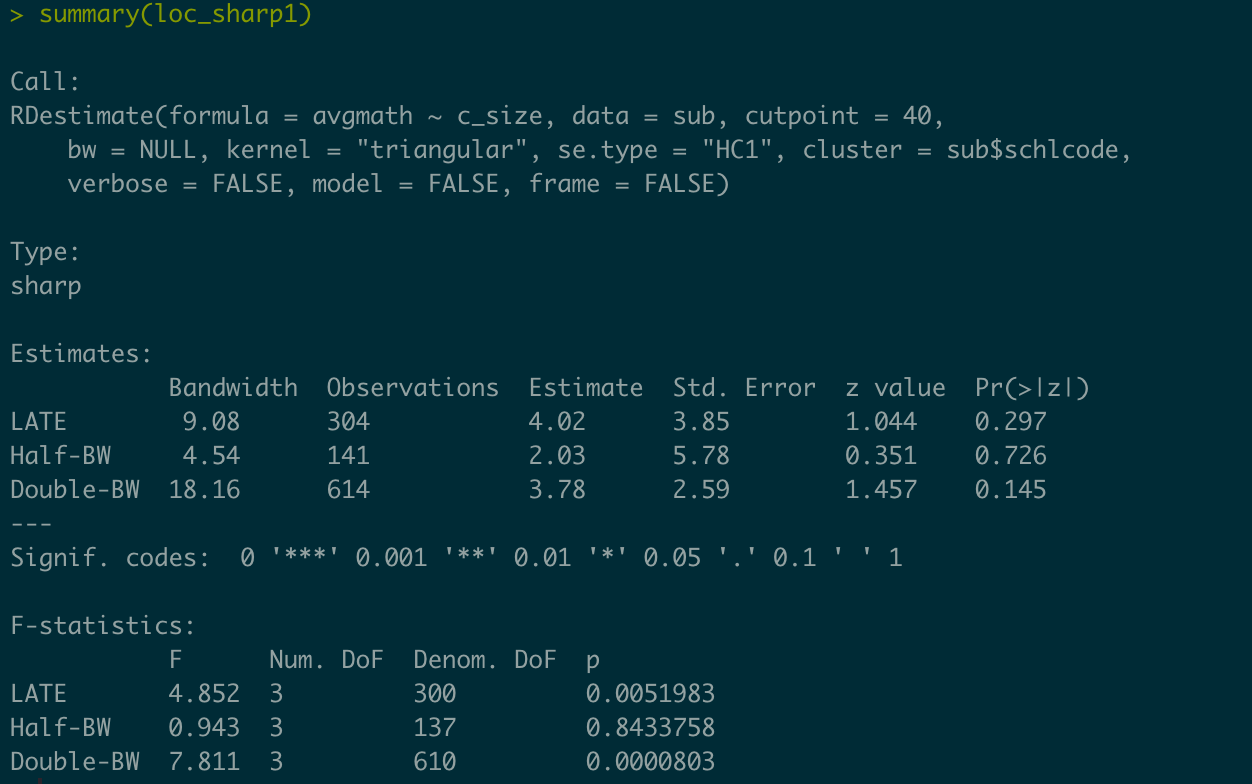 > summary(loc_sharp1)

Call:
RDestimate(formula = avgmath ~ c_size, data = sub, cutpoint = 40,
    bw = NULL, kernel = "triangular", se.type = "HC1", cluster = sub$schlcode,
    verbose = FALSE, model = FALSE, frame = FALSE)

Type:
sharp

Estimates:
           Bandwidth  Observations  Estimate  Std. Error  z value  Pr(>|z|)
LATE        9.08      304           4.02      3.85        1.044    0.297
Half-BW     4.54      141           2.03      5.78        0.351    0.726
Double-BW  18.16      614           3.78      2.59        1.457    0.145
---
Signif. codes:  0 '***' 0.001 '**' 0.01 '*' 0.05 '.' 0.1 ' ' 1

F-statistics:
           F      Num. DoF  Denom. DoF  p
LATE       4.852  3         300         0.0051983
Half-BW    0.943  3         137         0.8433758
Double-BW  7.811  3         610         0.0000803